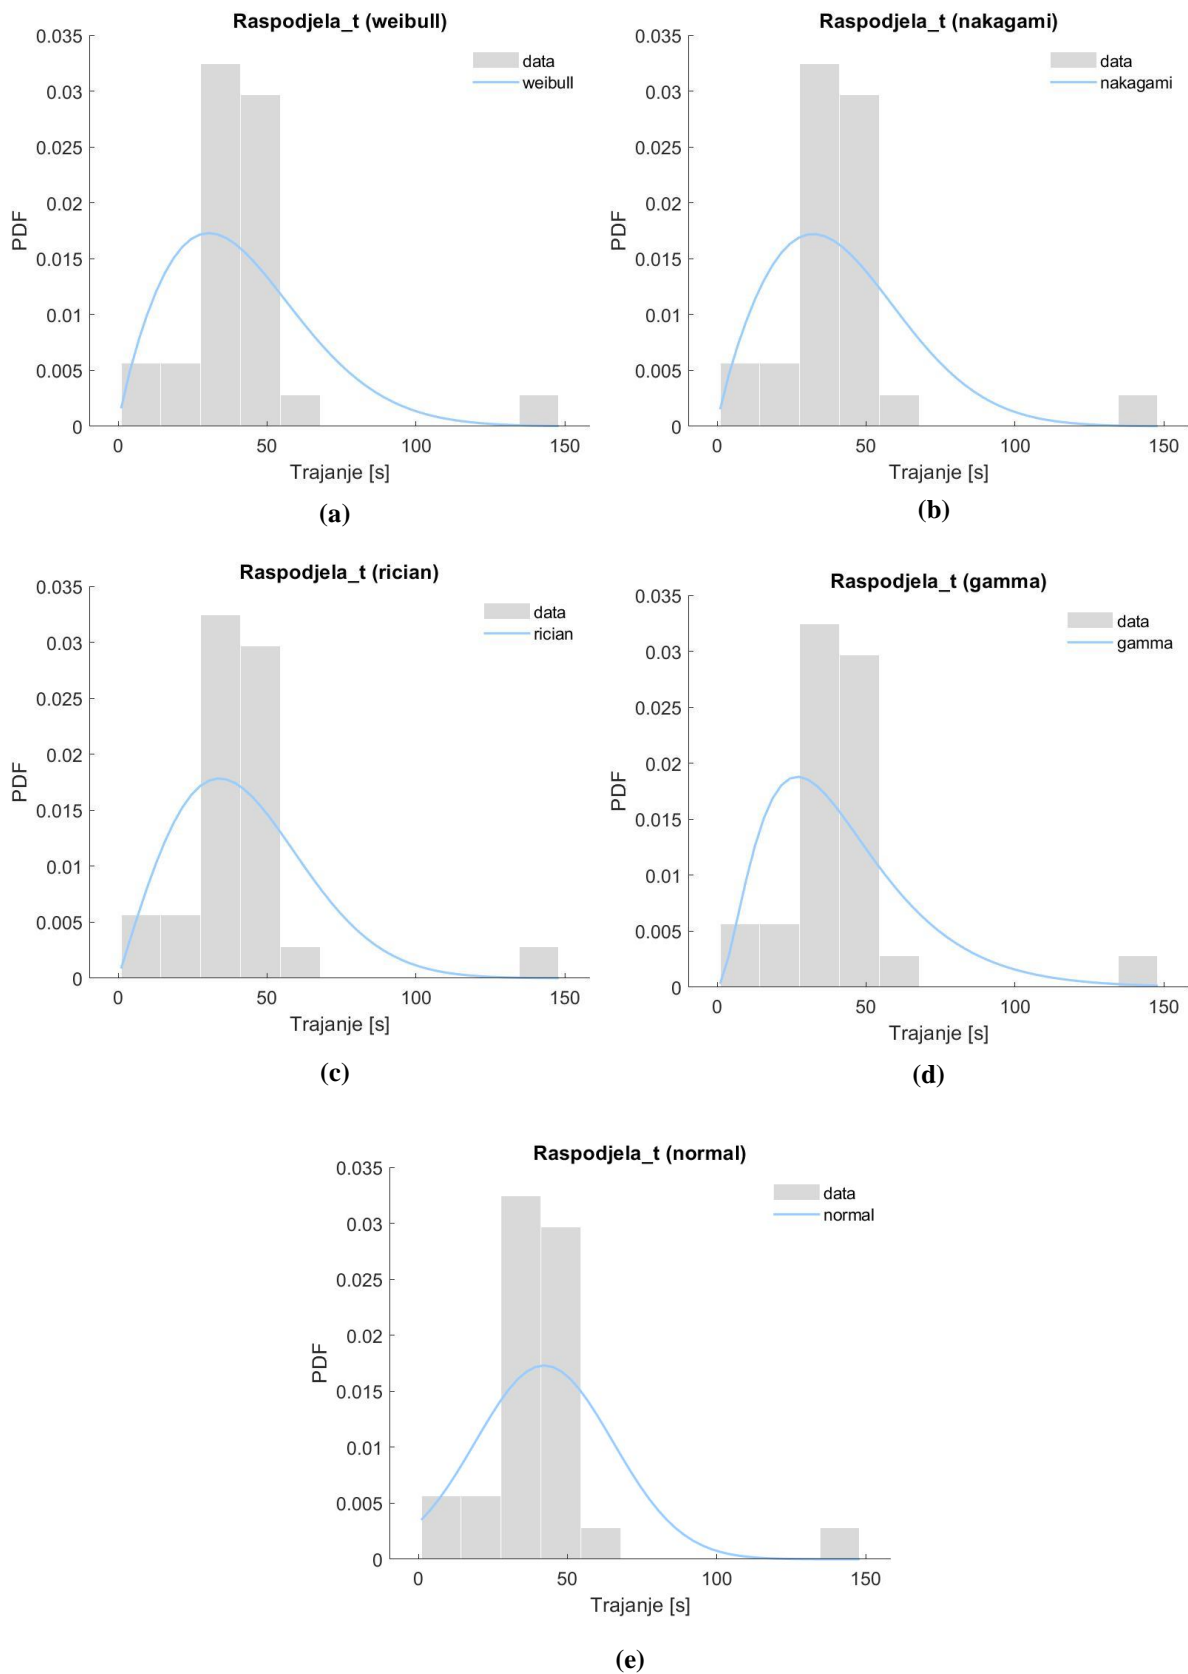 Raspodjela_t (weibull)
0.035
0.03
0.025
0.02
0.015
0.01
0.005
0
PDF
data
weibull
0
50
100
150
Trajanje [s]
(a)
Raspodjela_t (nakagami)
0.035
0.03
0.025
0.02
0.015
0.01
0.005
0
PDF
data
nakagami
0
50
100
150
Trajanje [s]
(b)
Raspodjela_t (rician)
0.035
0.03
0.025
0.02
0.015
0.01
0.005
0
PDF
data
rician
0
50
100
150
Trajanje [s]
(c)
Raspodjela_t (gamma)
0.035
0.03
0.025
0.02
0.015
0.01
0.005
0
PDF
data
gamma
0
50
100
150
Trajanje [s]
(d)
Raspodjela_t (normal)
0.035
0.03
0.025
0.02
0.015
0.01
0.005
0
PDF
data
normal
0
50
100
150
Trajanje [s]
(e)